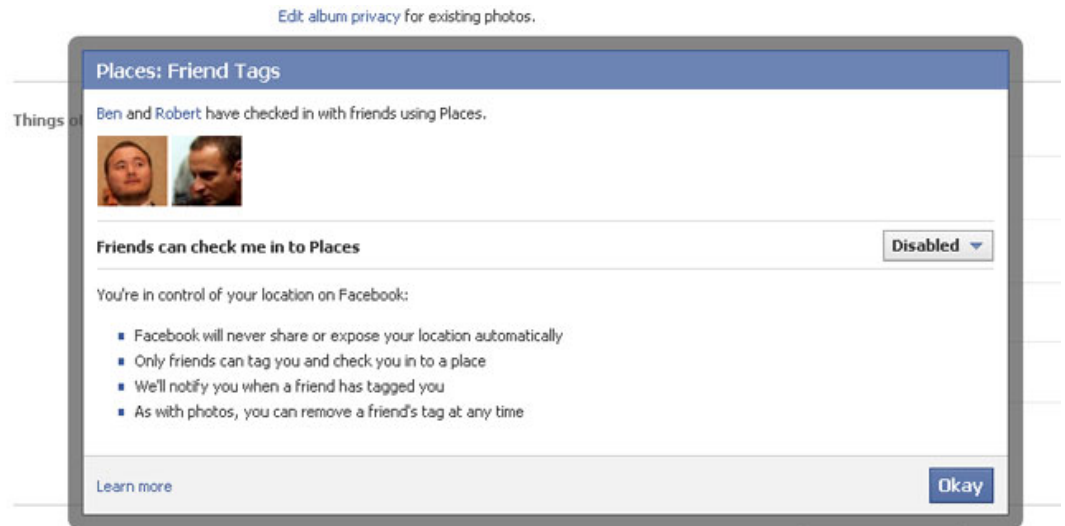 Edit album privacy for existing photos.
Places: Friend Tags
Things o
Ben and Robert have checked in with friends using Places.
Friends can check me in to Places
Disabled
You're in control of your location on Facebook:
Facebook will never share or expose your location automatically
Only friends can tag you and check you in to a place
We'll notify you when a friend has tagged you
As with photos, you can remove a friend's tag at any time
Learn more
Okay